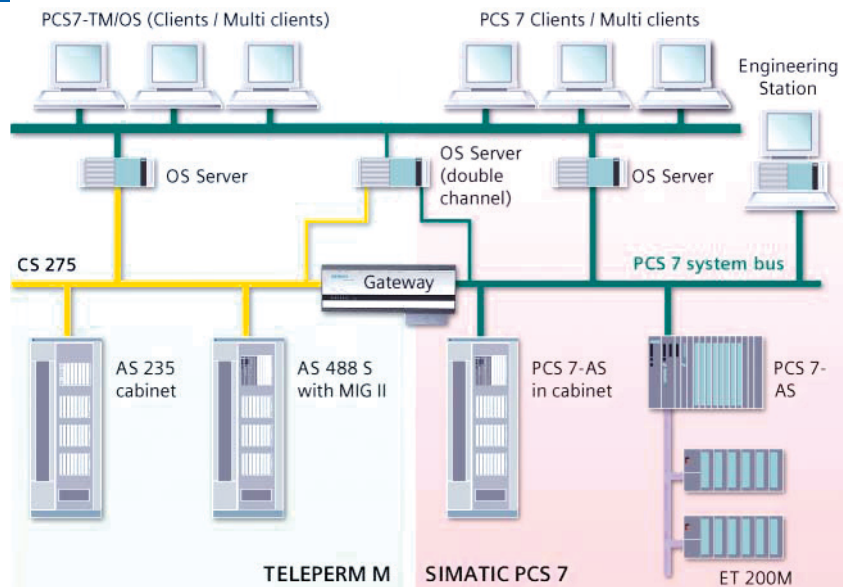 PCS7-TM/OS (Clients / Multi clients)
PCS 7 Clients / Multi clients
Engineering
Station
OS Server
OS Server
(double
channel)
OS Server
CS 275
Gateway
PCS 7 system bus
AS 235
cabinet
AS 488 S
with MIG II
PCS 7-AS
in cabinet
PCS 7-
AS
ET 200M
TELEPERM M
SIMATIC PCS 7